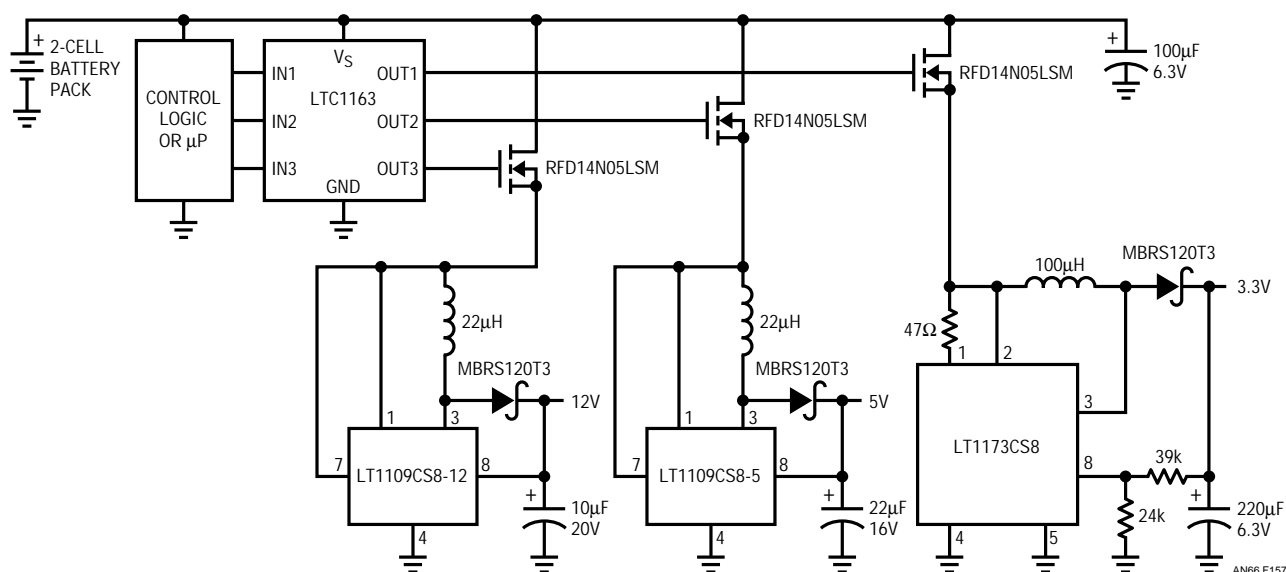 +
2-CELL
BATTERY
PACK
CONTROL
LOGIC
OR µP
VS
IN1
IN2
IN3
LTC1163
GND
OUT1
OUT2
OUT3
RFD14N05LSM
RFD14N05LSM
RFD14N05LSM
+
100µF
6.3V
22µH
MBRS120T3
12V
1
3
7
8
LT1109CS8-12
4
+
10µF
20V
22µH
MBRS120T3
5V
1
3
7
8
LT1109CS8-5
4
+
22µF
16V
100µH
MBRS120T3
3.3V
47Ω
1
2
3
LT1173CS8
8
39k
24k
4
5
+
220µF
6.3V
AN66 F157